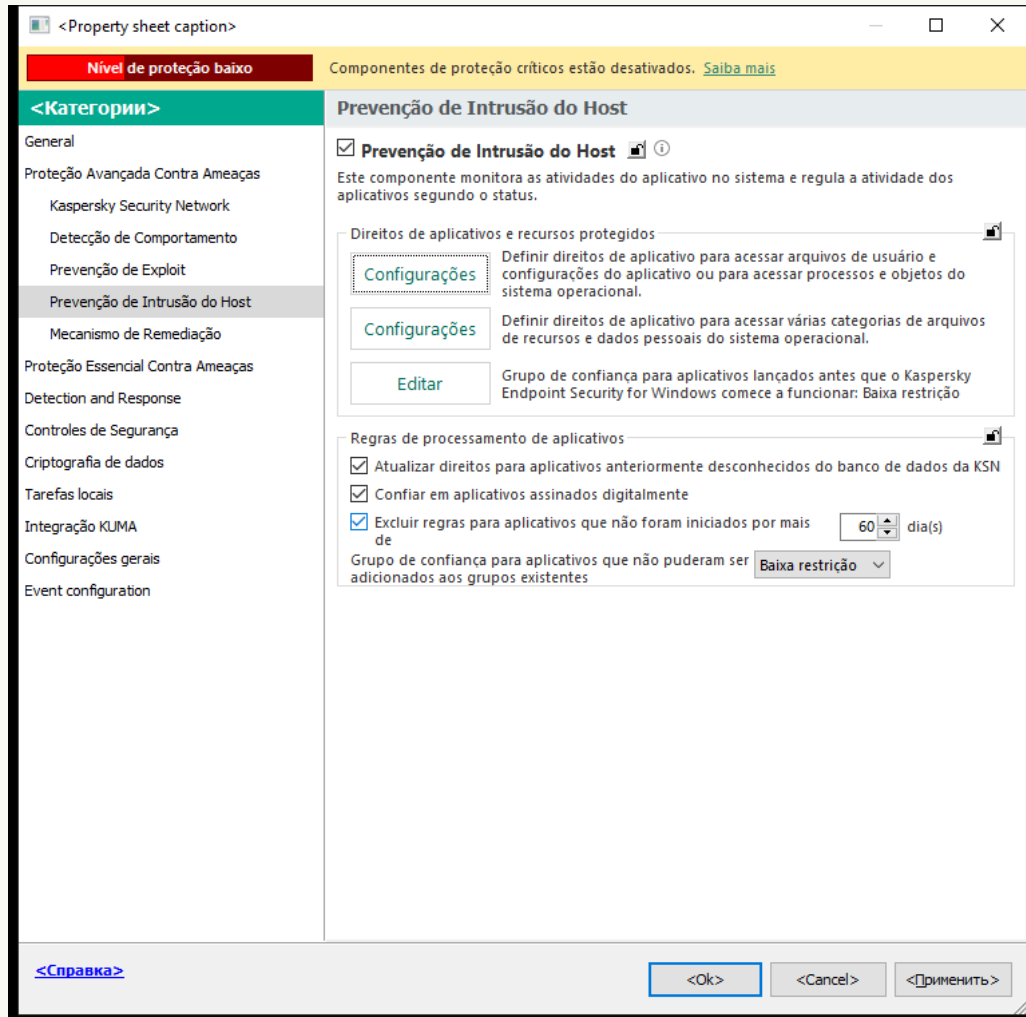 <Property sheet caption>
Nível de proteção baixo
Componentes de proteção críticos estão desativados. Saiba mais
<Категории>
General
Proteção Avançada Contra Ameaças
Kaspersky Security Network
Detecção de Comportamento
Prevenção de Exploit
Prevenção de Intrusão do Host
Mecanismo de Remediação
Proteção Essencial Contra Ameaças
Detection and Response
Controles de Segurança
Criptografia de dados
Tarefas locais
Integração KUMA
Configurações gerais
Event configuration
Prevenção de Intrusão do Host
Prevenção de Intrusão do Host
Este componente monitora as atividades do aplicativo no sistema e regula a atividade dos
aplicativos segundo o status.
Direitos de aplicativos e recursos protegidos
Configurações
Definir direitos de aplicativo para acessar arquivos de usuário e
configurações do aplicativo ou para acessar processos e objetos do
sistema operacional.
Configurações
Definir direitos de aplicativo para acessar várias categorias de arquivos
de recursos e dados pessoais do sistema operacional.
Editar
Grupo de confiança para aplicativos lançados antes que o Kaspersky
Endpoint Security for Windows comece a funcionar: Baixa restrição
Regras de processamento de aplicativos
Atualizar direitos para aplicativos anteriormente desconhecidos do banco de dados da KSN
Confiar em aplicativos assinados digitalmente
Excluir regras para aplicativos que não foram iniciados por mais
de
60 dia(s)
Grupo de confiança para aplicativos que não puderam ser
adicionados aos grupos existentes
Baixa restrição
<Справка>
<Ok>
<Cancel>
<Применить>